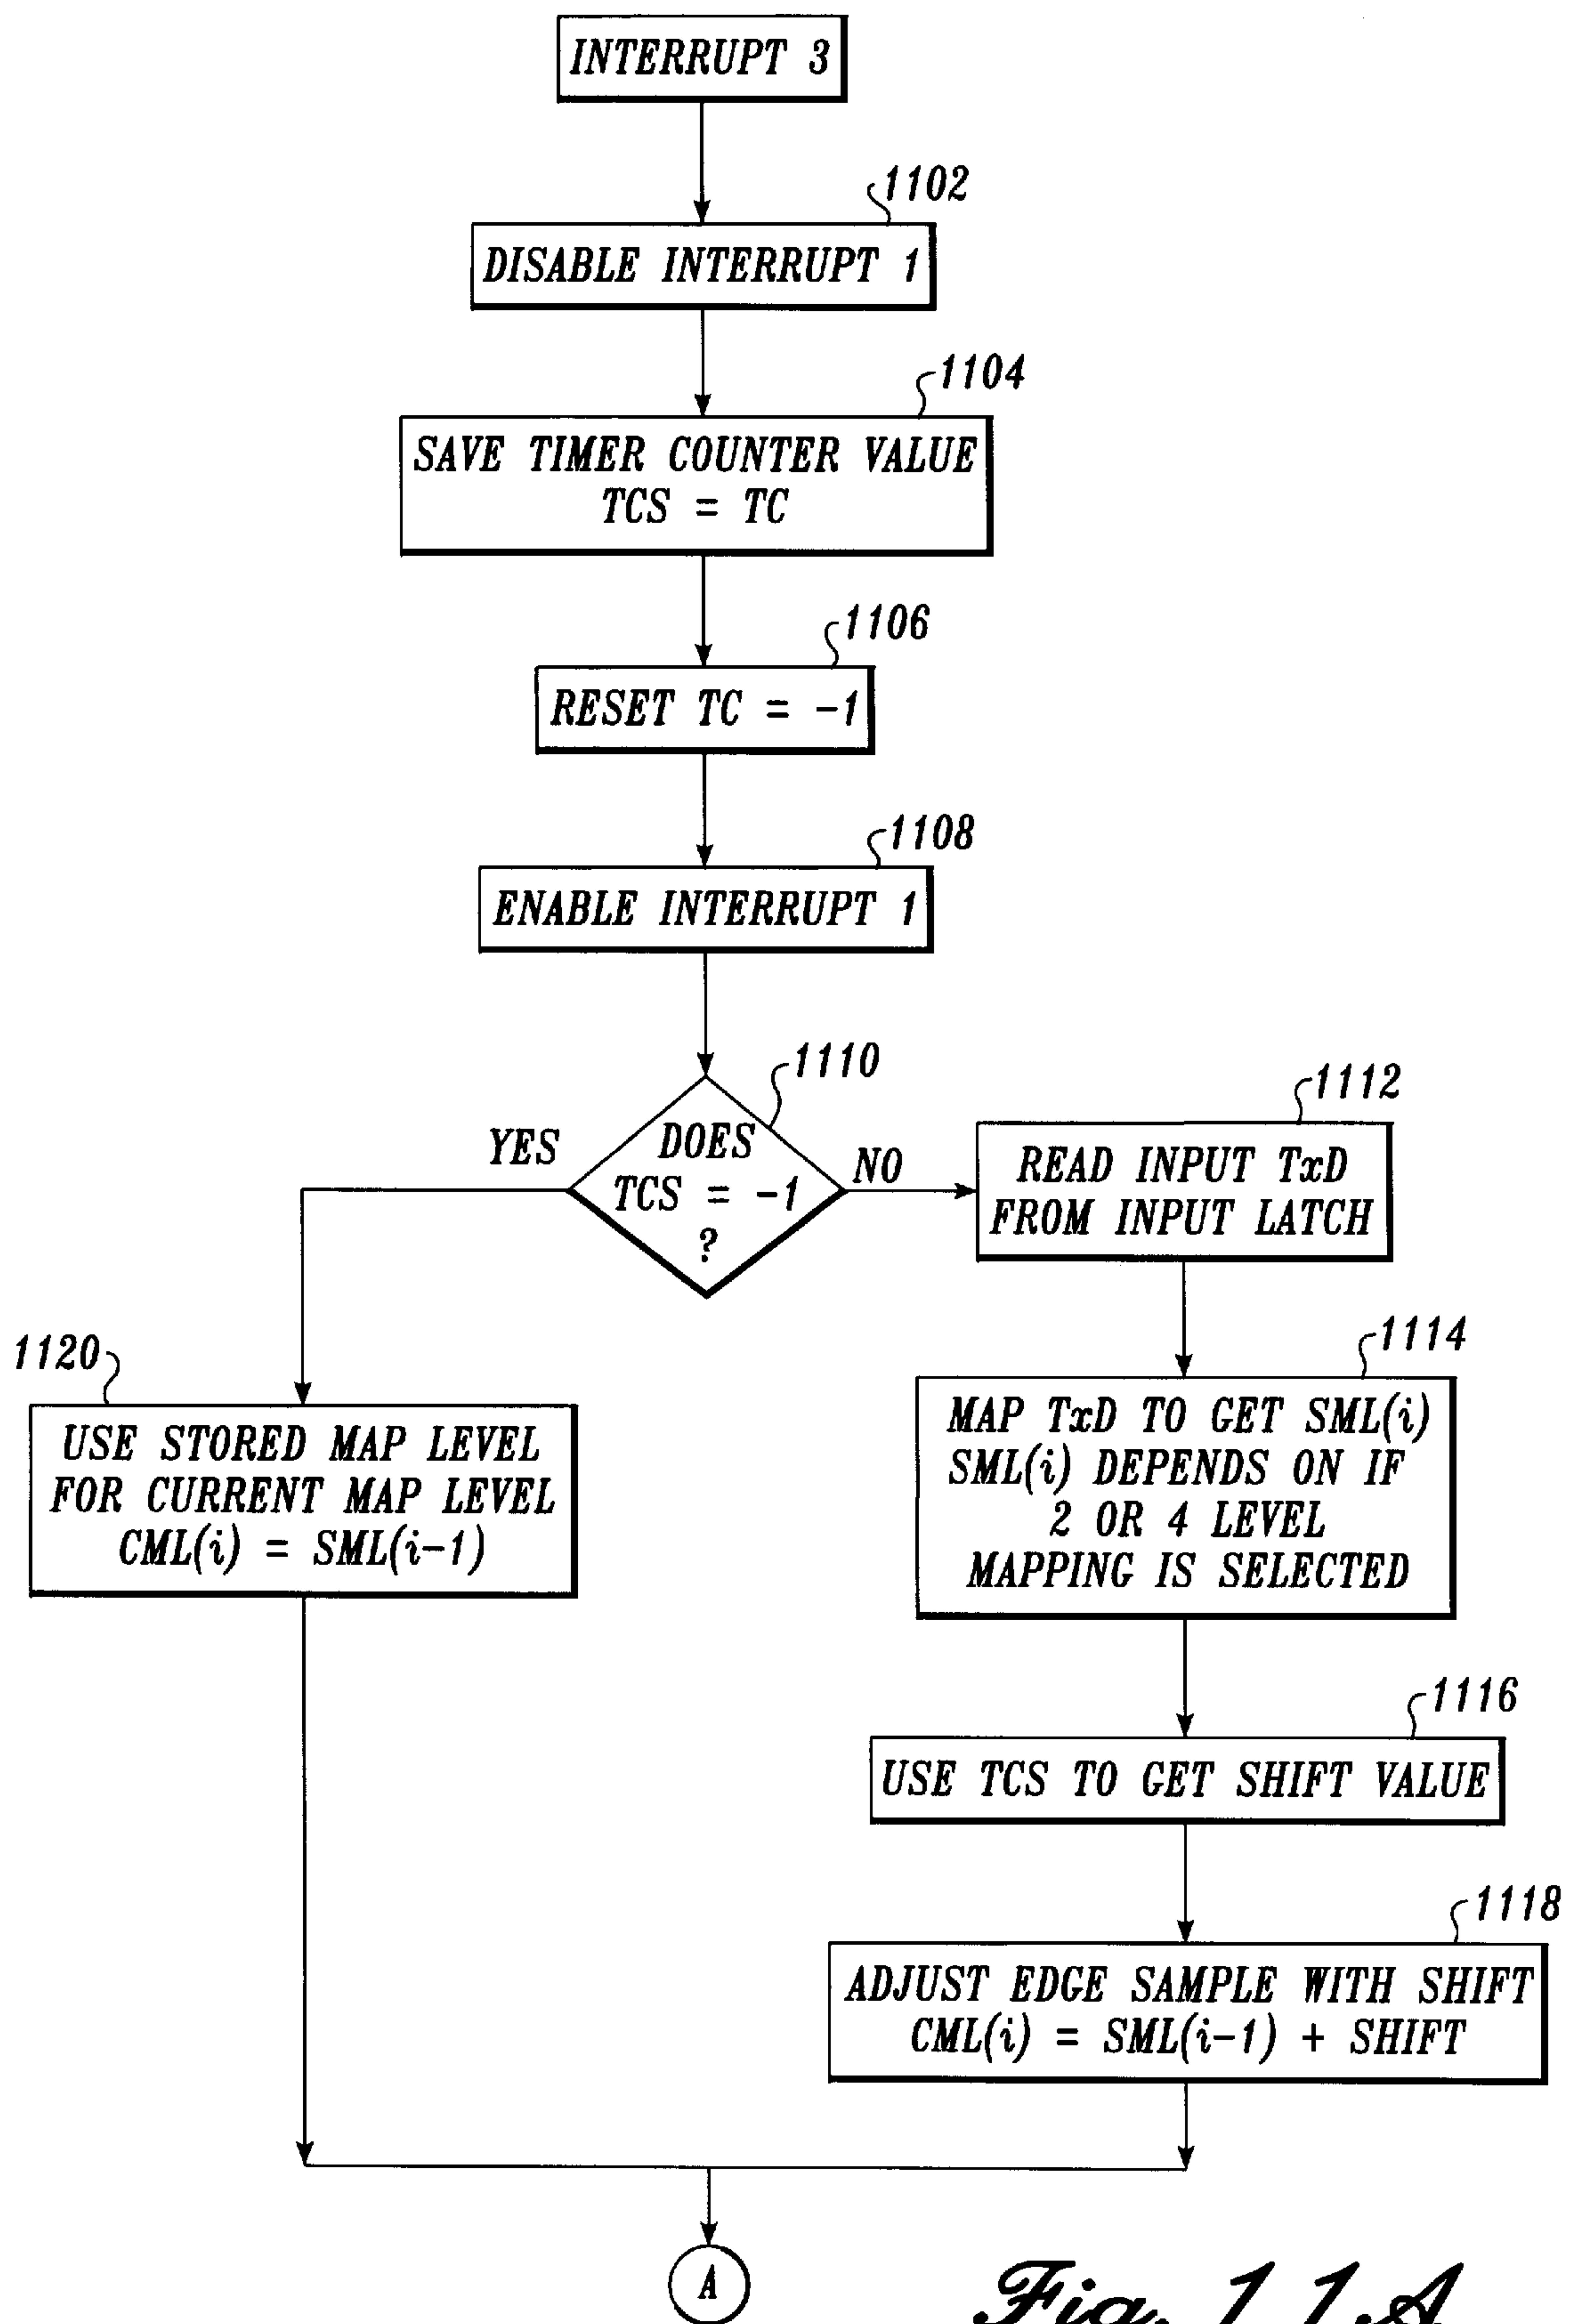 INTERRUPT 3
1102
DISABLE INTERRUPT 1
1104
SAVE TIMER COUNTER VALUE
TCS = TC
1106
RESET TC = -1
1108
ENABLE INTERRUPT 1
1110
DOES
TCS = -1
?
YES
NO
1112
READ INPUT TxD
FROM INPUT LATCH
1114
MAP TxD TO GET SML(i)
SML(i) DEPENDS ON IF
2 OR 4 LEVEL
MAPPING IS SELECTED
1120
USE STORED MAP LEVEL
FOR CURRENT MAP LEVEL
CML(i) = SML(i-1)
1116
USE TCS TO GET SHIFT VALUE
1118
ADJUST EDGE SAMPLE WITH SHIFT
CML(i) = SML(i-1) + SHIFT
A
Fig. 11A